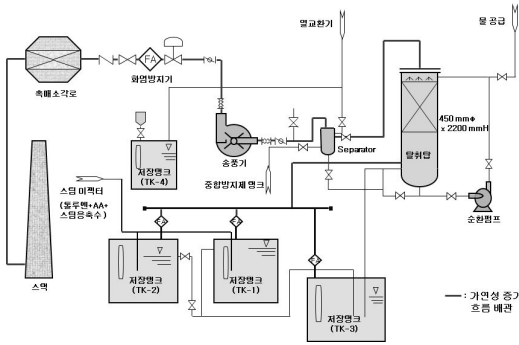 열교환기
물 공급
촉매소각로
FA
화염방지기
송풍기
Separator
450 mmΦ
x 2200 mmH
탈취탑
저장탱크
(TK-4)
중합방지제 탱크
순환펌프
스팀 이젝터
(톨루엔+AA+
스팀응축수)
스택
FA
FA
FA
저장탱크
(TK-2)
저장탱크
(TK-1)
저장탱크
(TK-3)
: 가연성 증기
흐름 배관